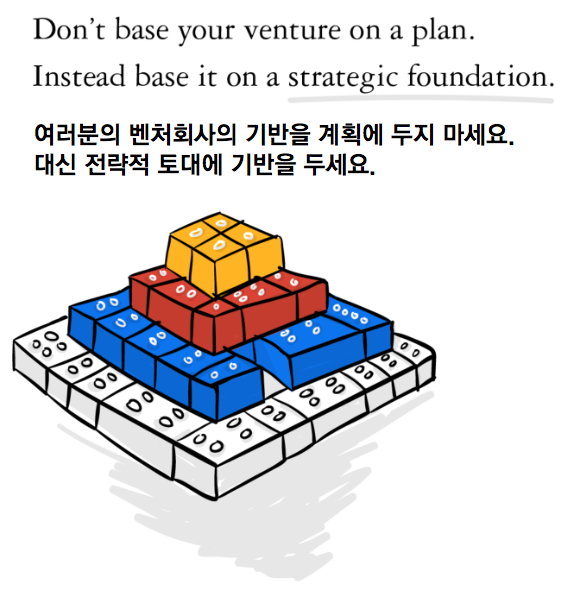 Don’t base your venture on a plan.
Instead base it on a strategic foundation.
여러분의 벤처회사의 기반을 계획에 두지 마세요.
대신 전략적 토대에 기반을 두세요.